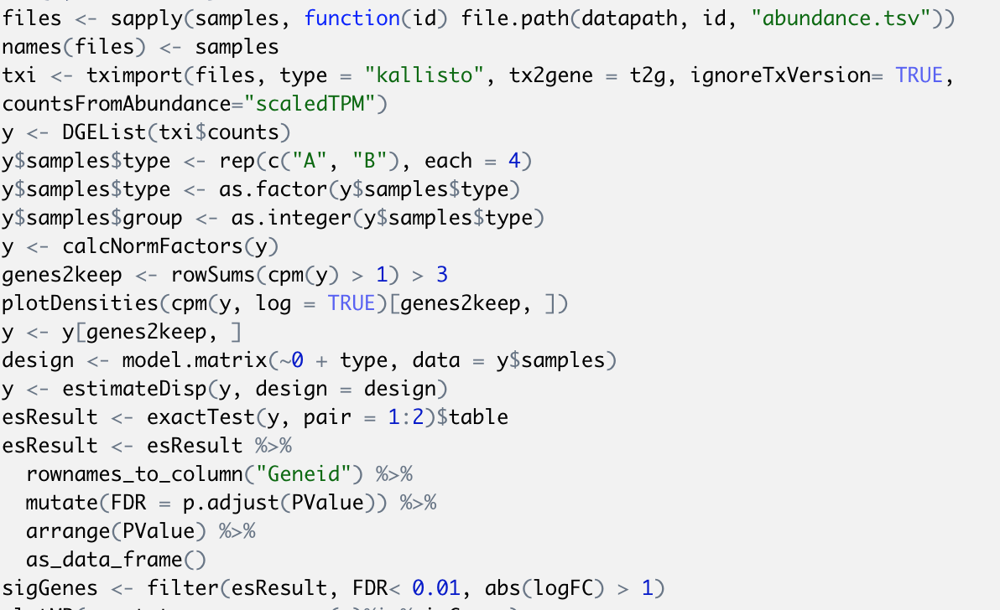 files <- sapply(samples, function(id) file.path(datapath, id, "abundance.tsv"))
names(files) <- samples
txi <- tximport(files, type = "kallisto", tx2gene = t2g, ignoreTxVersion= TRUE,
countsFromAbundance="scaledTPM")
y <- DGEList(txi$counts)
y$samples$type <- rep(c("A", "B"), each = 4)
y$samples$type <- as.factor(y$samples$type)
y$samples$group <- as.integer(y$samples$type)
y <- calcNormFactors(y)
genes2keep <- rowSums(cpm(y) > 1) > 3
plotDensities(cpm(y, log = TRUE)[genes2keep, ])
y <- y[genes2keep, ]
design <- model.matrix(~0 + type, data = y$samples)
y <- estimateDisp(y, design = design)
esResult <- exactTest(y, pair = 1:2)$table
esResult <- esResult %>%
  rownames_to_column("Geneid") %>%
  mutate(FDR = p.adjust(PValue)) %>%
  arrange(PValue) %>%
  as_data_frame()
sigGenes <- filter(esResult, FDR< 0.01, abs(logFC) > 1)